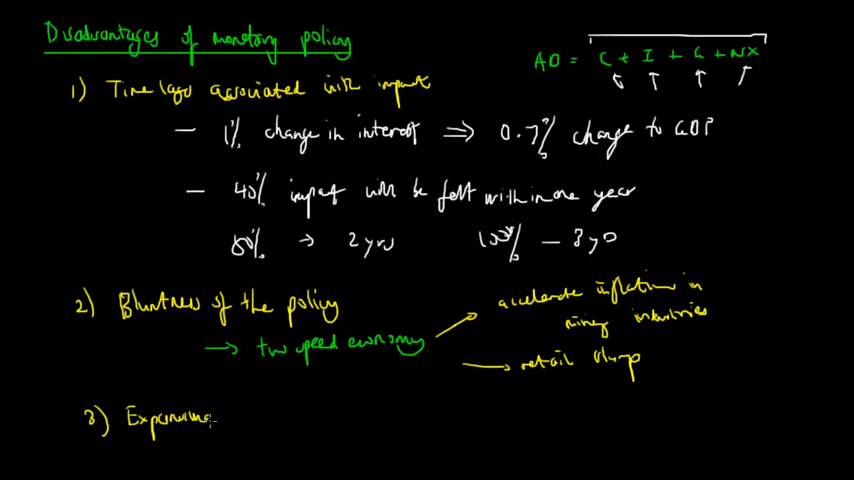 Disadvantages of monetary policy
AD = C + I + G + NX
1) Time lags associated with impact
— 1% change in interest ⇒ 0.7% change to GDP
— 40% impact will be felt within one year
80% → 2 yrs 100% — 3 yrs
2) Bluntness of the policy
→ two speed economy
accelerate inflation in
mining industries
→ retail slump
3)